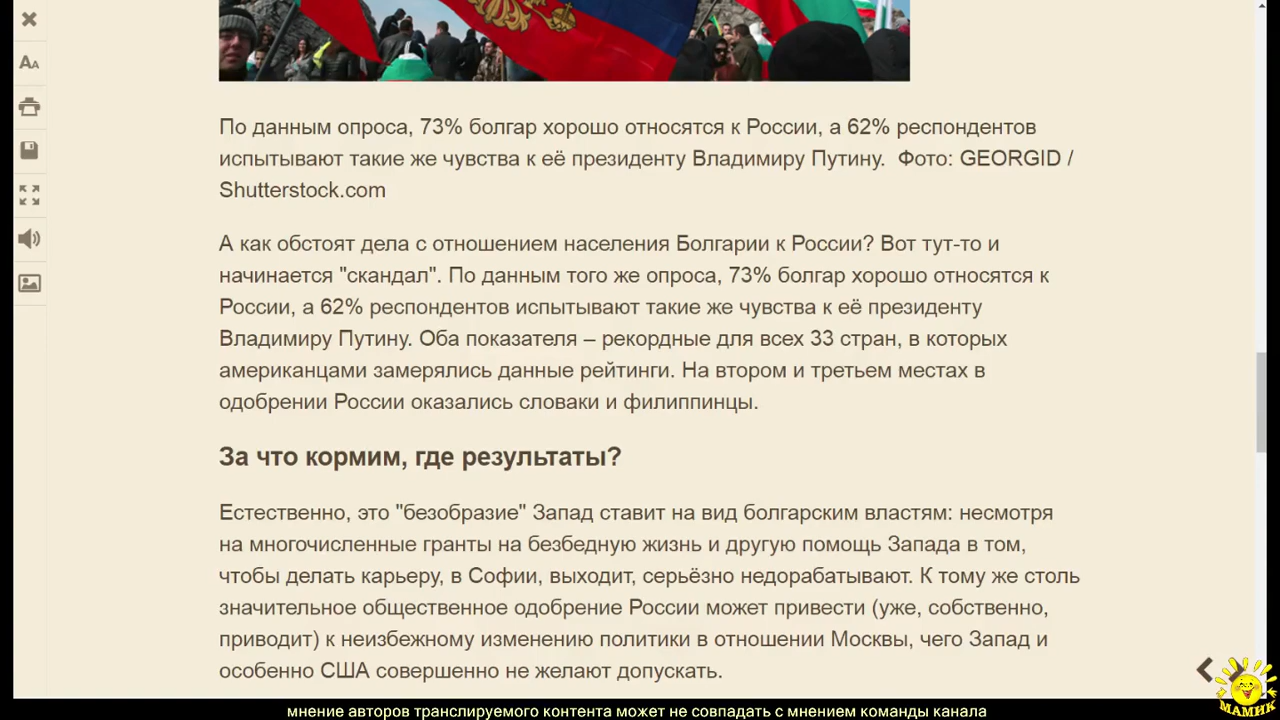 По данным опроса, 73% болгар хорошо относятся к России, а 62% респондентов
испытывают такие же чувства к её президенту Владимиру Путину. Фото: GEORGID /
Shutterstock.com
А как обстоят дела с отношением населения Болгарии к России? Вот тут-то и
начинается "скандал". По данным того же опроса, 73% болгар хорошо относятся к
России, а 62% респондентов испытывают такие же чувства к её президенту
Владимиру Путину. Оба показателя – рекордные для всех 33 стран, в которых
американцами замерялись данные рейтинги. На втором и третьем местах в
одобрении России оказались словаки и филиппинцы.
За что кормим, где результаты?
Естественно, это "безобразие" Запад ставит на вид болгарским властям: несмотря
на многочисленные гранты на безбедную жизнь и другую помощь Запада в том,
чтобы делать карьеру, в Софии, выходит, серьёзно недорабатывают. К тому же столь
значительное общественное одобрение России может привести (уже, собственно,
приводит) к неизбежному изменению политики в отношении Москвы, чего Запад и
особенно США совершенно не желают допускать.
МАМИК
мнение авторов транслируемого контента может не совпадать с мнением команды канала
AA